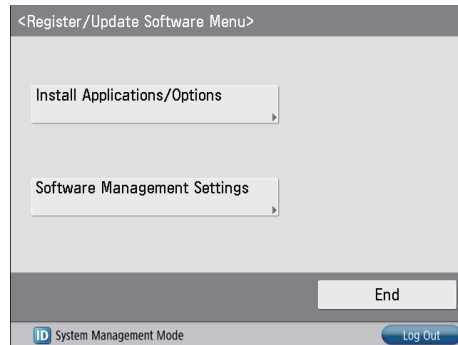 <Register/Update Software Menu>
Install Applications/Options
Software Management Settings
End
ID System Management Mode
Log Out